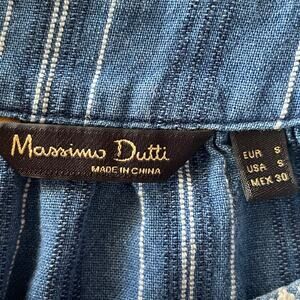 Massimo Dutti
MADE IN CHINA
EUR S
USA S
MEX 30